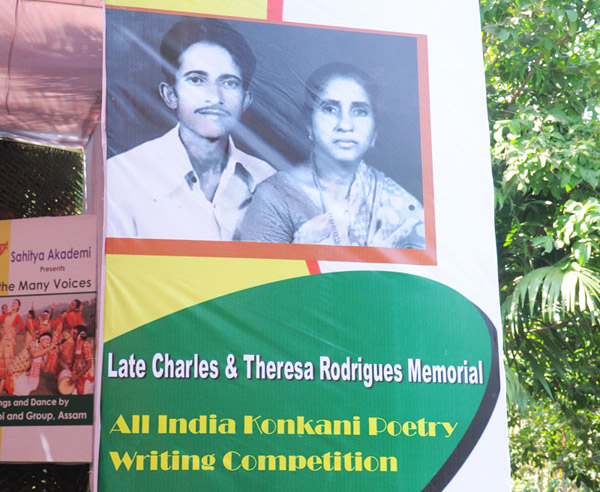 Sahitya Akademi
Presents
the Many Voices
ngs and Dance by
oi and Group, Assam
Late Charles & Theresa Rodrigues Memorial
All India Konkani Poetry
Writing Competition